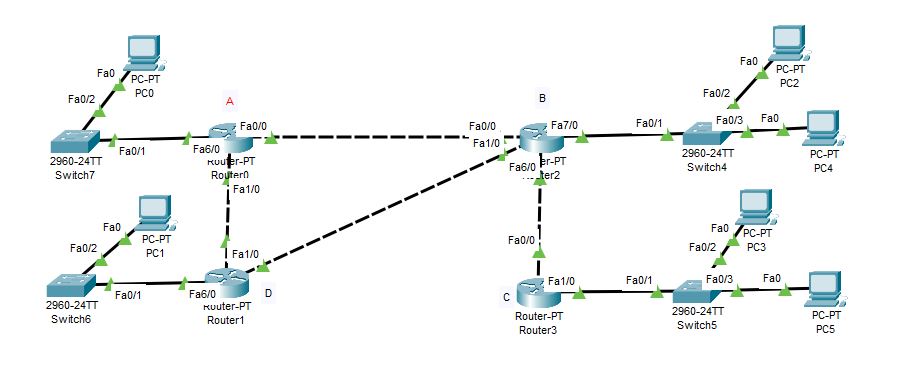 Fa0
PC-PT
PC0
Fa0/2
2960-24TT
Switch7
Fa0/1
A
Fa6/0
Fa0/0
Router-PT
Router0
Fa1/0
Fa0
PC-PT
PC1
Fa0/2
2960-24TT
Switch6
Fa0/1
Fa1/0
Fa6/0
D
Router-PT
Router1
B
Fa0/0
Fa1/0
Fa7/0
Fa6/0
er-PT
Router2
Fa0/1
Fa0
PC-PT
PC2
Fa0/2
Fa0/3
2960-24TT
Switch4
Fa0
PC-PT
PC4
Fa0/0
C
Fa1/0
Router-PT
Router3
Fa0/1
Fa0
PC-PT
PC3
Fa0/2
Fa0/3
2960-24TT
Switch5
Fa0
PC-PT
PC5